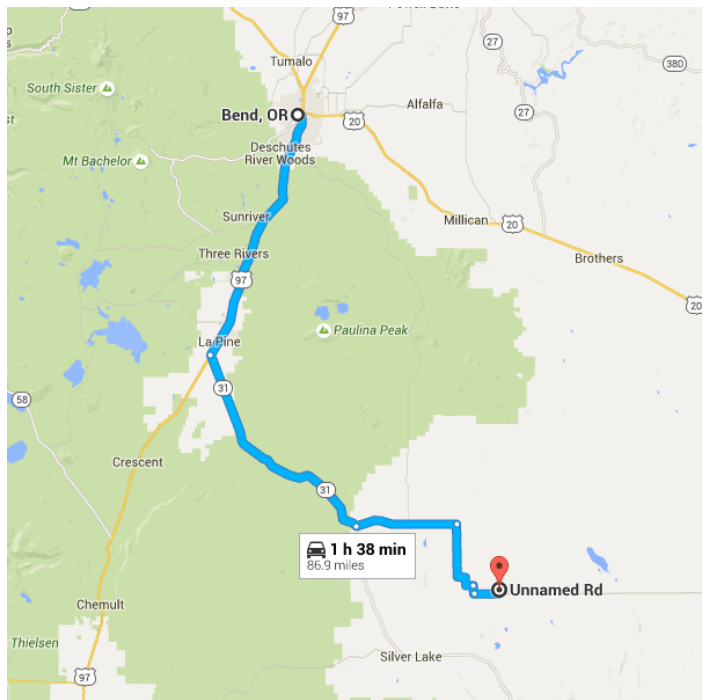 97
27
Tumalo
380
South Sister
Bend, OR
Alfalfa
27
20
Deschutes
River Woods
Mt Bachelor
Sunriver
Millican
20
Three Rivers
Brothers
97
20
Paulina Peak
La Pine
31
58
Crescent
31
1 h 38 min
86.9 miles
Unnamed Rd
Chemult
Thielsen
Silver Lake
97